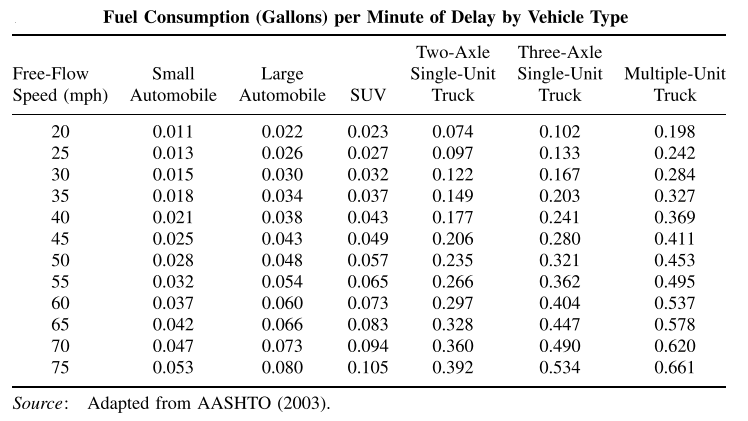 Fuel Consumption (Gallons) per Minute of Delay by Vehicle Type
Two-Axle Three-Axle
Free-Flow Small Large Single-Unit Single-Unit Multiple-Unit
Speed (mph) Automobile Automobile SUV Truck Truck Truck
20 0.011 0.022 0.023 0.074 0.102 0.198
25 0.013 0.026 0.027 0.097 0.133 0.242
30 0.015 0.030 0.032 0.122 0.167 0.284
35 0.018 0.034 0.037 0.149 0.203 0.327
40 0.021 0.038 0.043 0.177 0.241 0.369
45 0.025 0.043 0.049 0.206 0.280 0.411
50 0.028 0.048 0.057 0.235 0.321 0.453
55 0.032 0.054 0.065 0.266 0.362 0.495
60 0.037 0.060 0.073 0.297 0.404 0.537
65 0.042 0.066 0.083 0.328 0.447 0.578
70 0.047 0.073 0.094 0.360 0.490 0.620
75 0.053 0.080 0.105 0.392 0.534 0.661
Source: Adapted from AASHTO (2003).